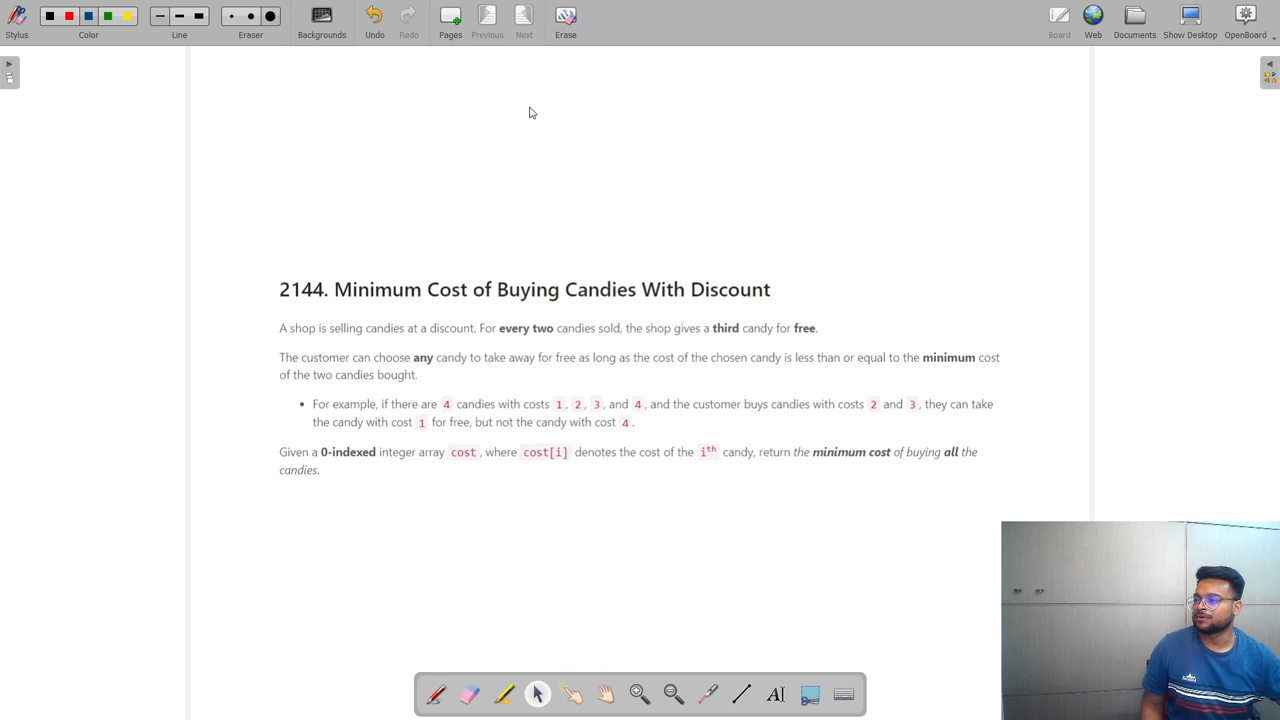 Stylus Color Line Eraser Backgrounds Undo Redo Pages Previous Next Erase Board Web Documents Show Desktop OpenBoard
2144. Minimum Cost of Buying Candies With Discount
A shop is selling candies at a discount. For every two candies sold, the shop gives a third candy for free.
The customer can choose any candy to take away for free as long as the cost of the chosen candy is less than or equal to the minimum cost
of the two candies bought.
• For example, if there are 4 candies with costs 1, 2, 3, and 4, and the customer buys candies with costs 2 and 3, they can take
the candy with cost 1 for free, but not the candy with cost 4.
Given a 0-indexed integer array cost, where cost[i] denotes the cost of the ith candy, return the minimum cost of buying all the
candies.
AI